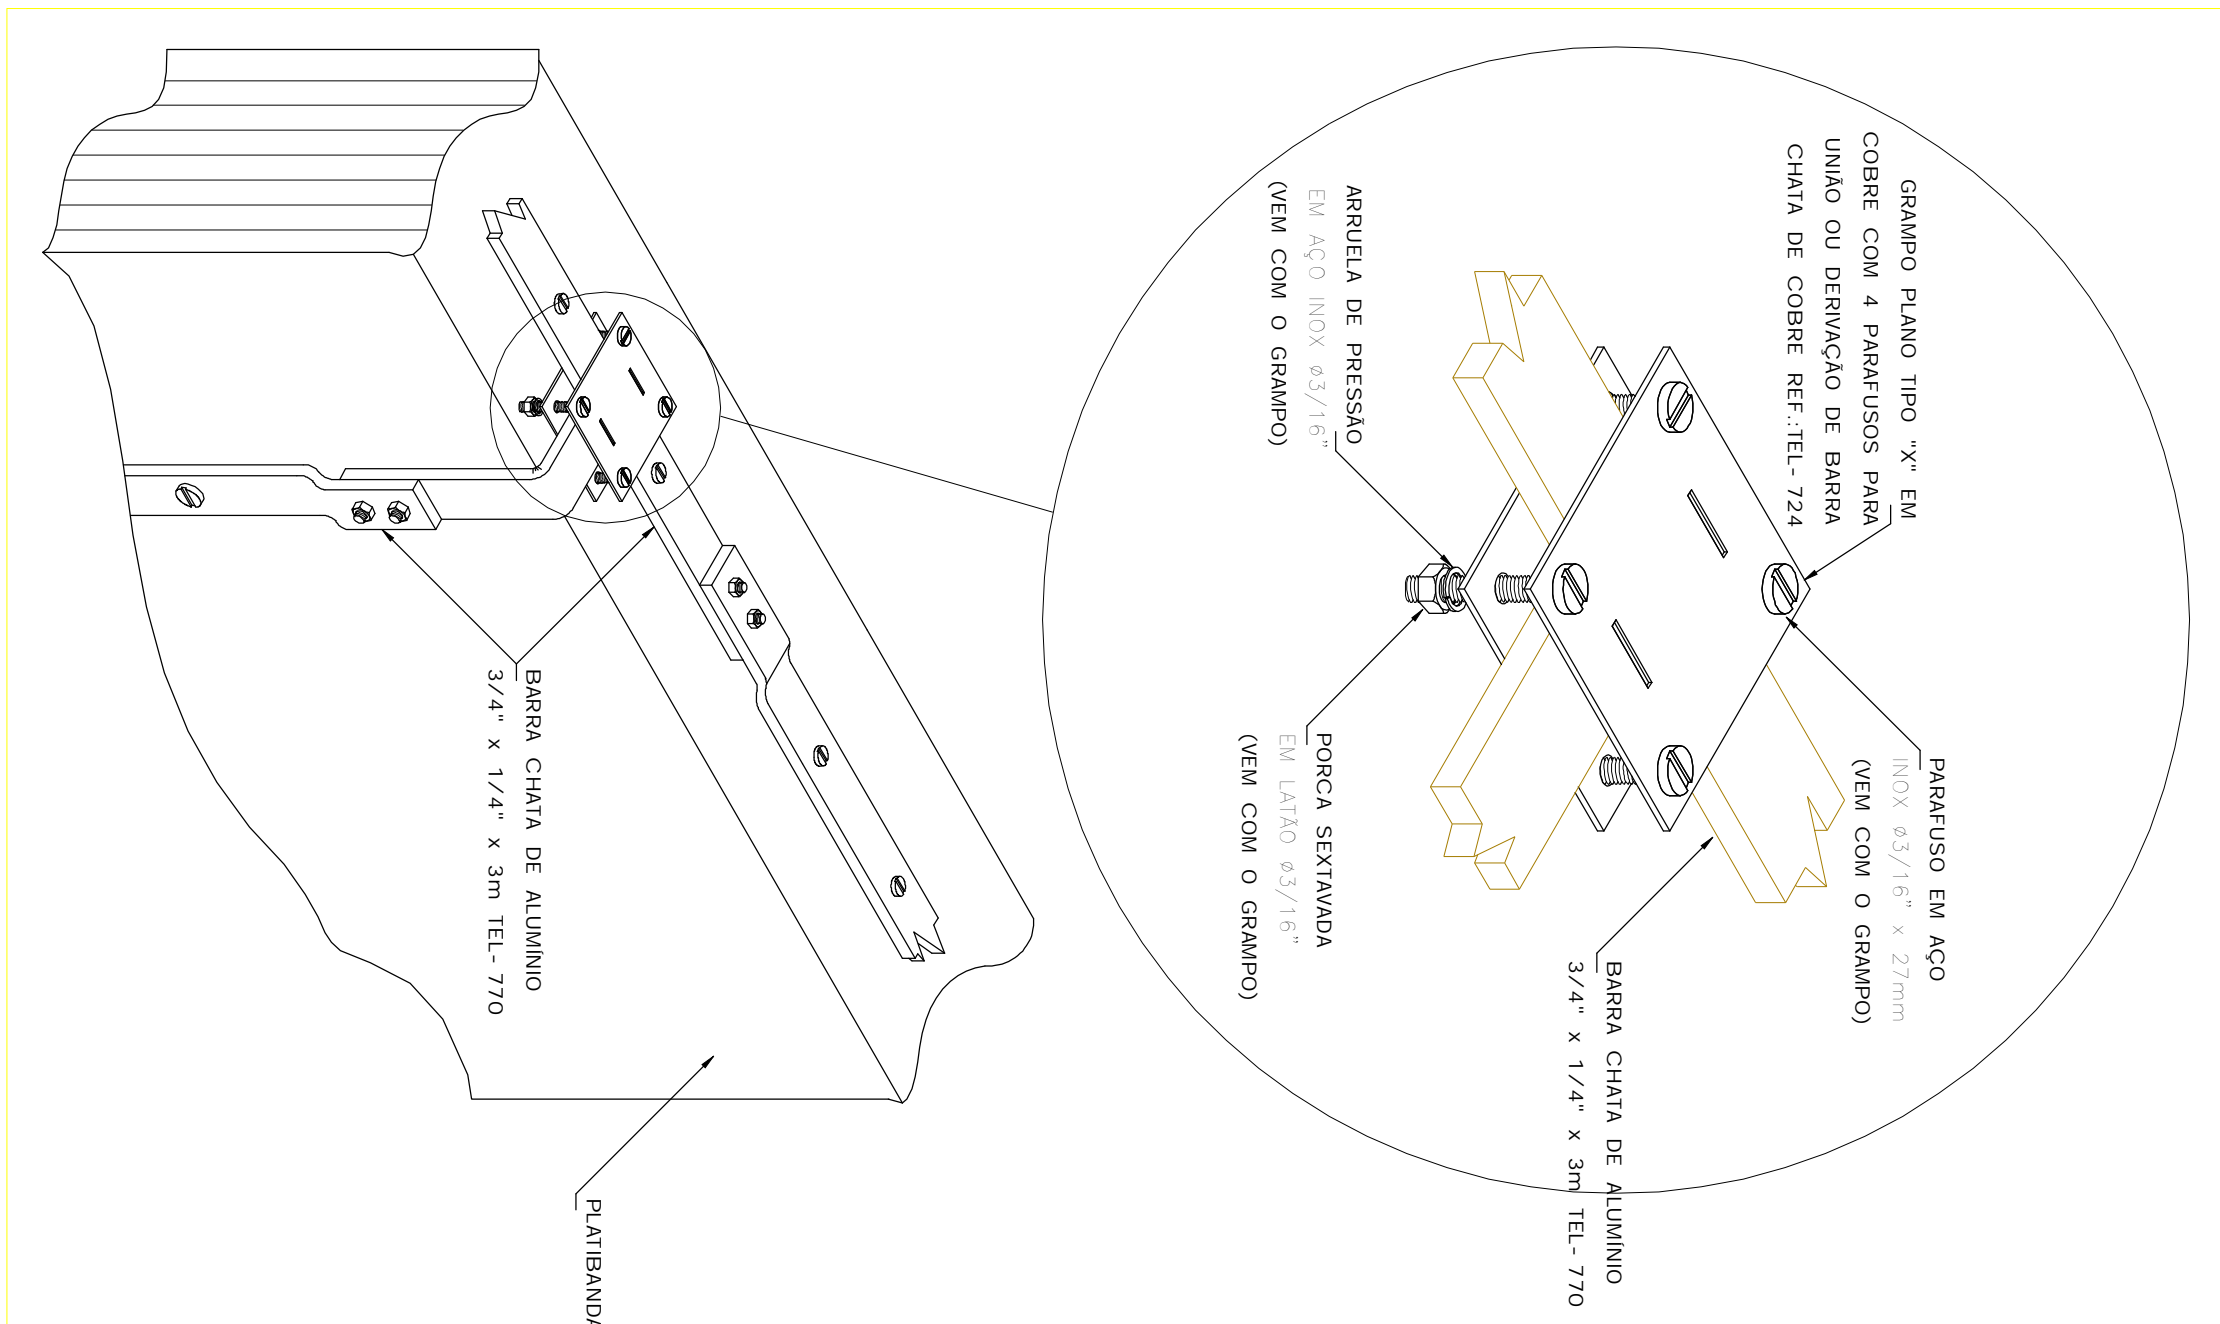 GRAMPO PLANO TIPO "X" EM
COBRE COM 4 PARAFUSOS PARA
UNIÃO OU DERIVAÇÃO DE BARRA
CHATA DE COBRE REF.:TEL-724
ARRUELA DE PRESSÃO
EM AÇO INOX ø3/16"
(VEM COM O GRAMPO)
PARAFUSO EM AÇO
INOX ø3/16" x 27mm
(VEM COM O GRAMPO)
PORCA SEXTAVADA
EM LATÃO ø3/16"
(VEM COM O GRAMPO)
BARRA CHATA DE ALUMÍNIO
3/4" x 1/4" x 3m TEL-770
BARRA CHATA DE ALUMÍNIO
3/4" x 1/4" x 3m TEL-770
PLATIBANDA